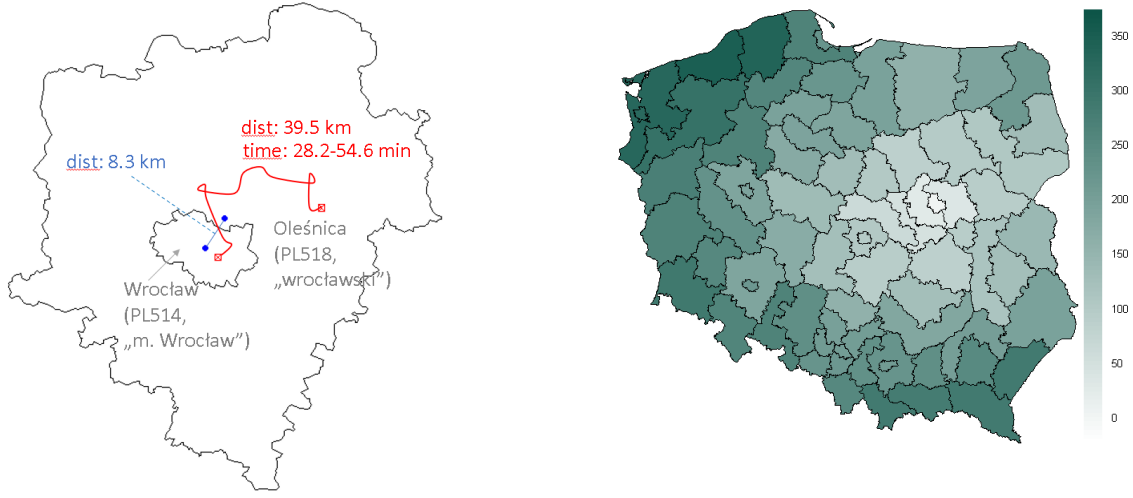 dist: 39.5 km
time: 28.2-54.6 min
dist: 8.3 km
Oleśnica
(PL518,
„wrocławski”)
Wrocław
(PL514,
„m. Wrocław”)
350
300
250
200
150
100
50
0